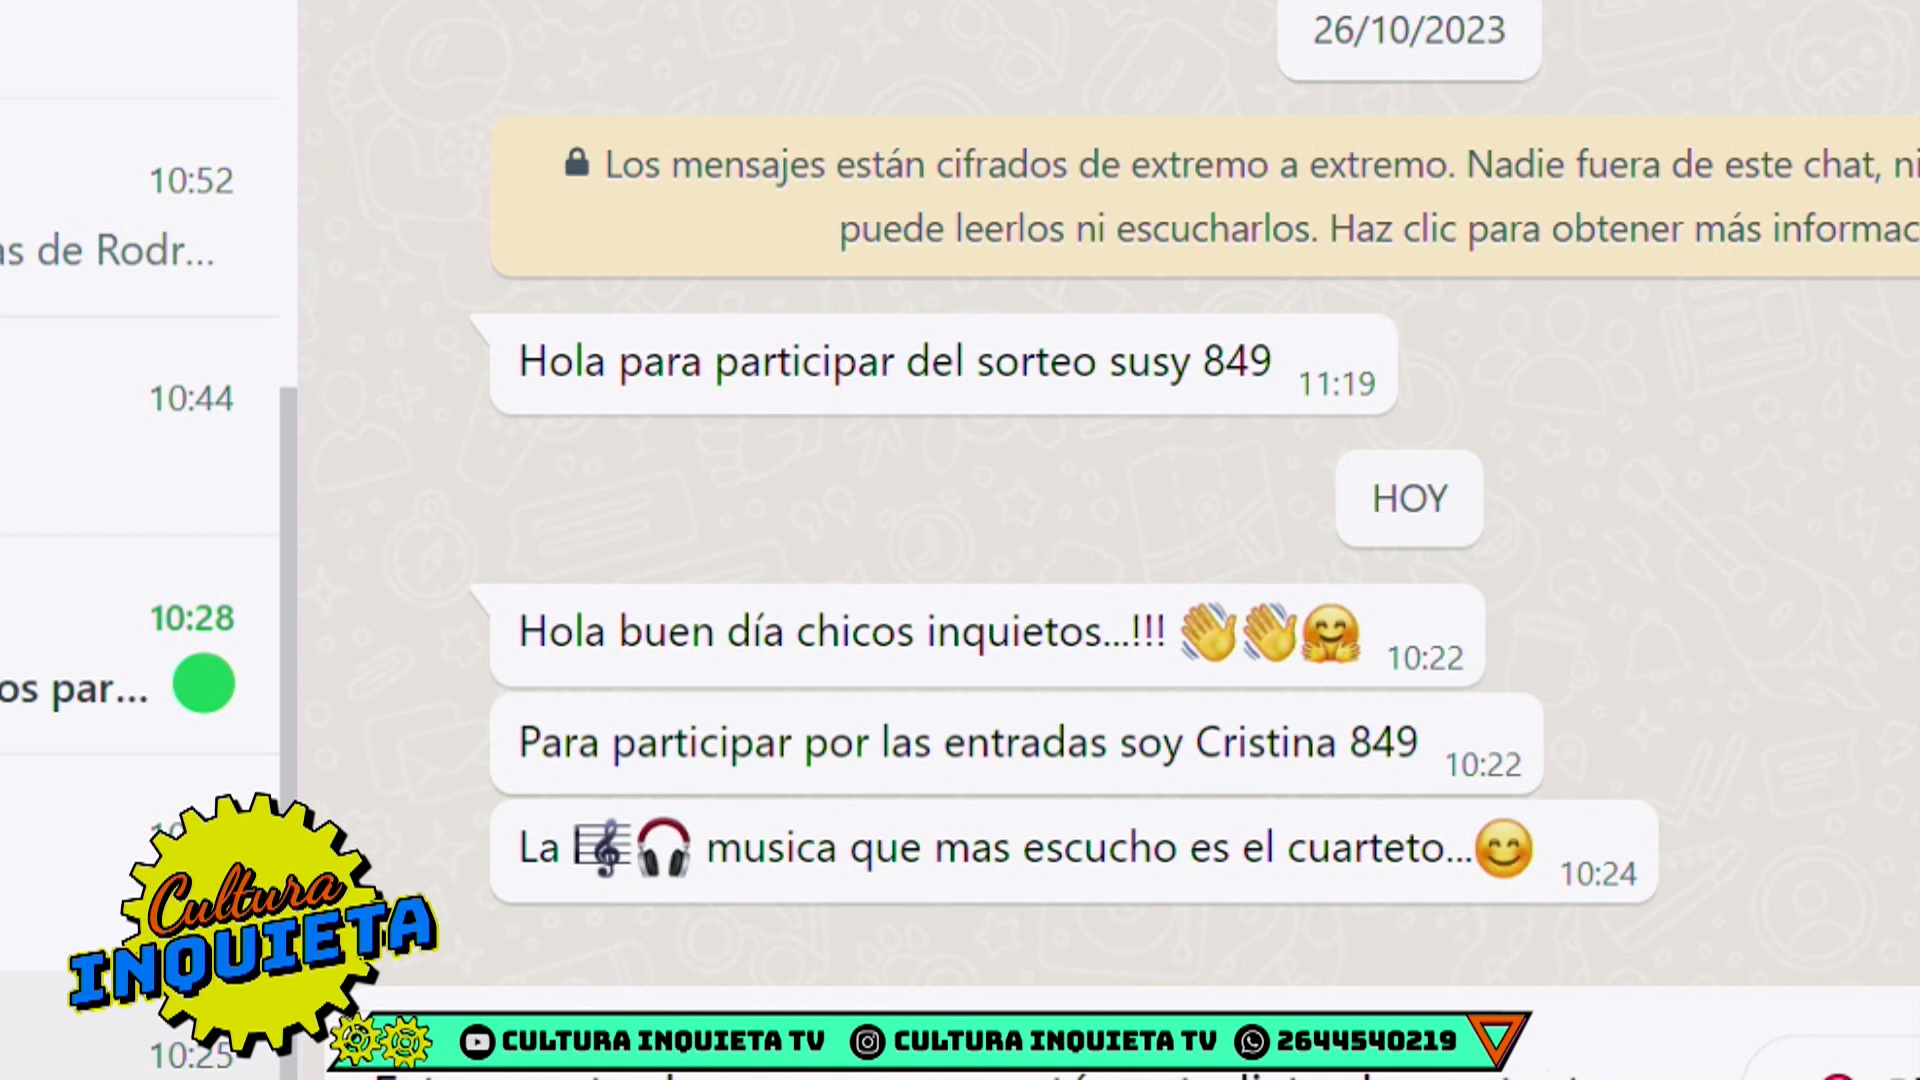 26/10/2023
Los mensajes están cifrados de extremo a extremo. Nadie fuera de este chat, ni
puede leerlos ni escucharlos. Haz clic para obtener más informac
10:52
as de Rodr...
Hola para participar del sorteo susy 849 11:19
10:44
HOY
10:28
os par...
Hola buen día chicos inquietos...!!! 👋👋🤗 10:22
Para participar por las entradas soy Cristina 849 10:22
La 🎼🎧 musica que mas escucho es el cuarteto...😊 10:24
Cultura
INQUIETA
10:25
CULTURA INQUIETA TV CULTURA INQUIETA TV 2644540219